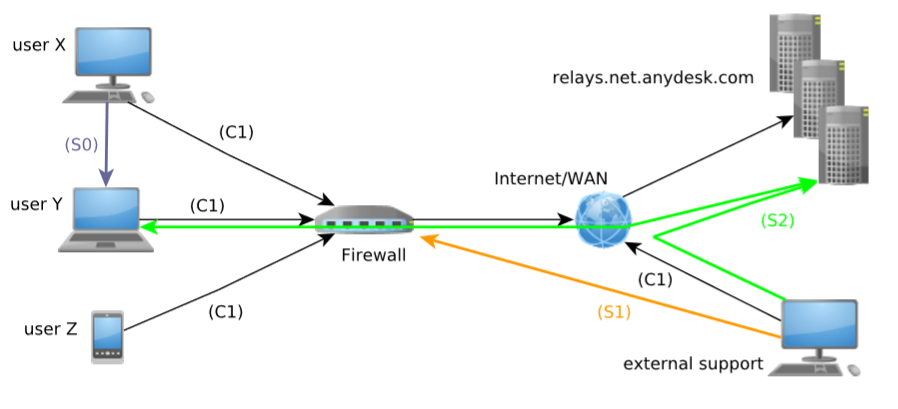 user X
relays.net.anydesk.com
(C1)
(S0)
Internet/WAN
user Y
(C1)
(S2)
Firewall
(C1)
(C1)
(S1)
user Z
external support